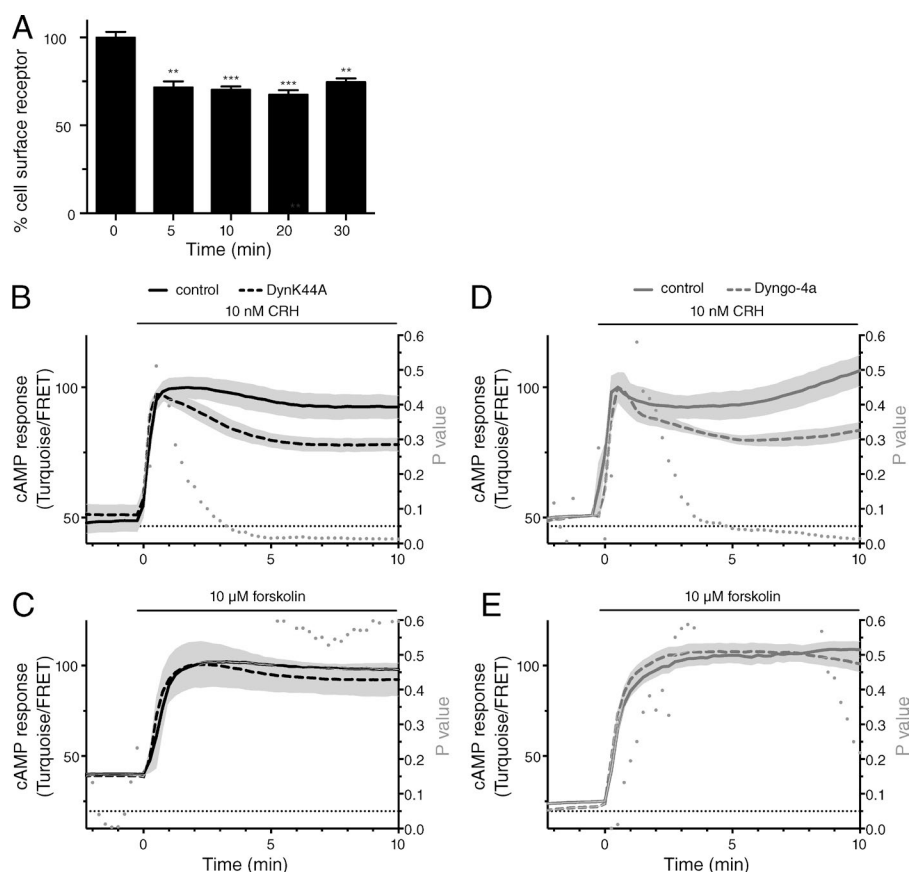 A
% cell surface receptor
100
50
0
** *** *** **
**
0 5 10 20 30
Time (min)
B
control DynK44A
10 nM CRH
cAMP response
(Turquoise/FRET)
100
50
0.6
0.5
0.4
0.3
0.2
0.1
0.0
P value
0 5 10
D
control Dyngo-4a
10 nM CRH
cAMP response
(Turquoise/FRET)
100
50
0.6
0.5
0.4
0.3
0.2
0.1
0.0
P value
0 5 10
C
10 µM forskolin
cAMP response
(Turquoise/FRET)
100
50
0.6
0.5
0.4
0.3
0.2
0.1
0.0
P value
0 5 10
Time (min)
E
10 µM forskolin
cAMP response
(Turquoise/FRET)
100
50
0.6
0.5
0.4
0.3
0.2
0.1
0.0
P value
0 5 10
Time (min)